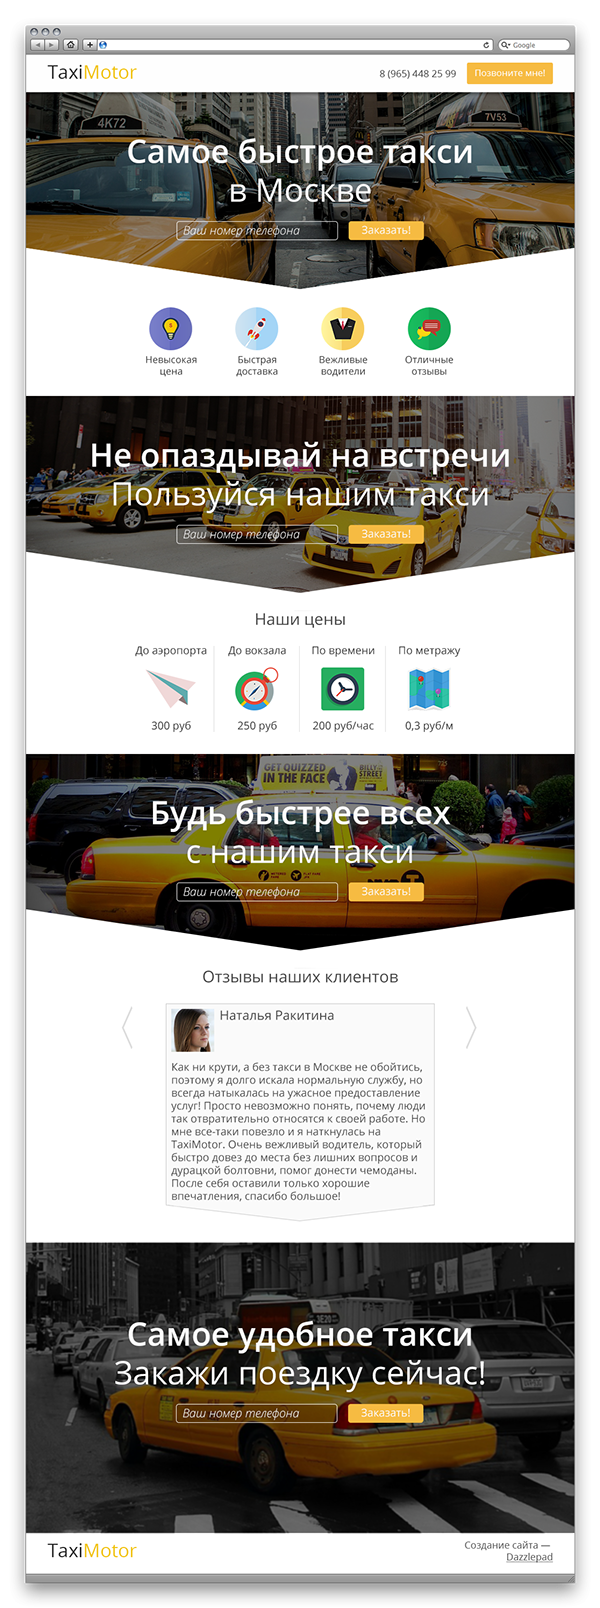 Google
TaxiMotor
8 (965) 448 25 99
Позвоните мне!
4K72
7V53
Самое быстрое такси
в Москве
Ваш номер телефона
Заказать!
Невысокая
цена
Быстрая
доставка
Вежливые
водители
Отличные
отзывы
Не опаздывай на встречи
Пользуйся нашим такси
Ваш номер телефона
Заказать!
Наши цены
До аэропорта
До вокзала
По времени
По метражу
300 руб
250 руб
200 руб/час
0,3 руб/м
GET QUIZZED
IN THE FACE
BILLY
STREET
Будь быстрее всех
с нашим такси
Ваш номер телефона
Заказать!
NYC T
Отзывы наших клиентов
Наталья Ракитина
Как ни крути, а без такси в Москве не обойтись,
поэтому я долго искала нормальную службу, но
всегда натыкалась на ужасное предоставление
услуг! Просто невозможно понять, почему люди
так отвратительно относятся к своей работе. Но
мне все-таки повезло и я наткнулась на
TaxiMotor. Очень вежливый водитель, который
быстро довез до места без лишних вопросов и
дурацкой болтовни, помог донести чемоданы.
После себя оставили только хорошие
впечатления, спасибо большое!
Самое удобное такси
Закажи поездку сейчас!
Ваш номер телефона
Заказать!
TaxiMotor
Создание сайта —
Dazzlepad